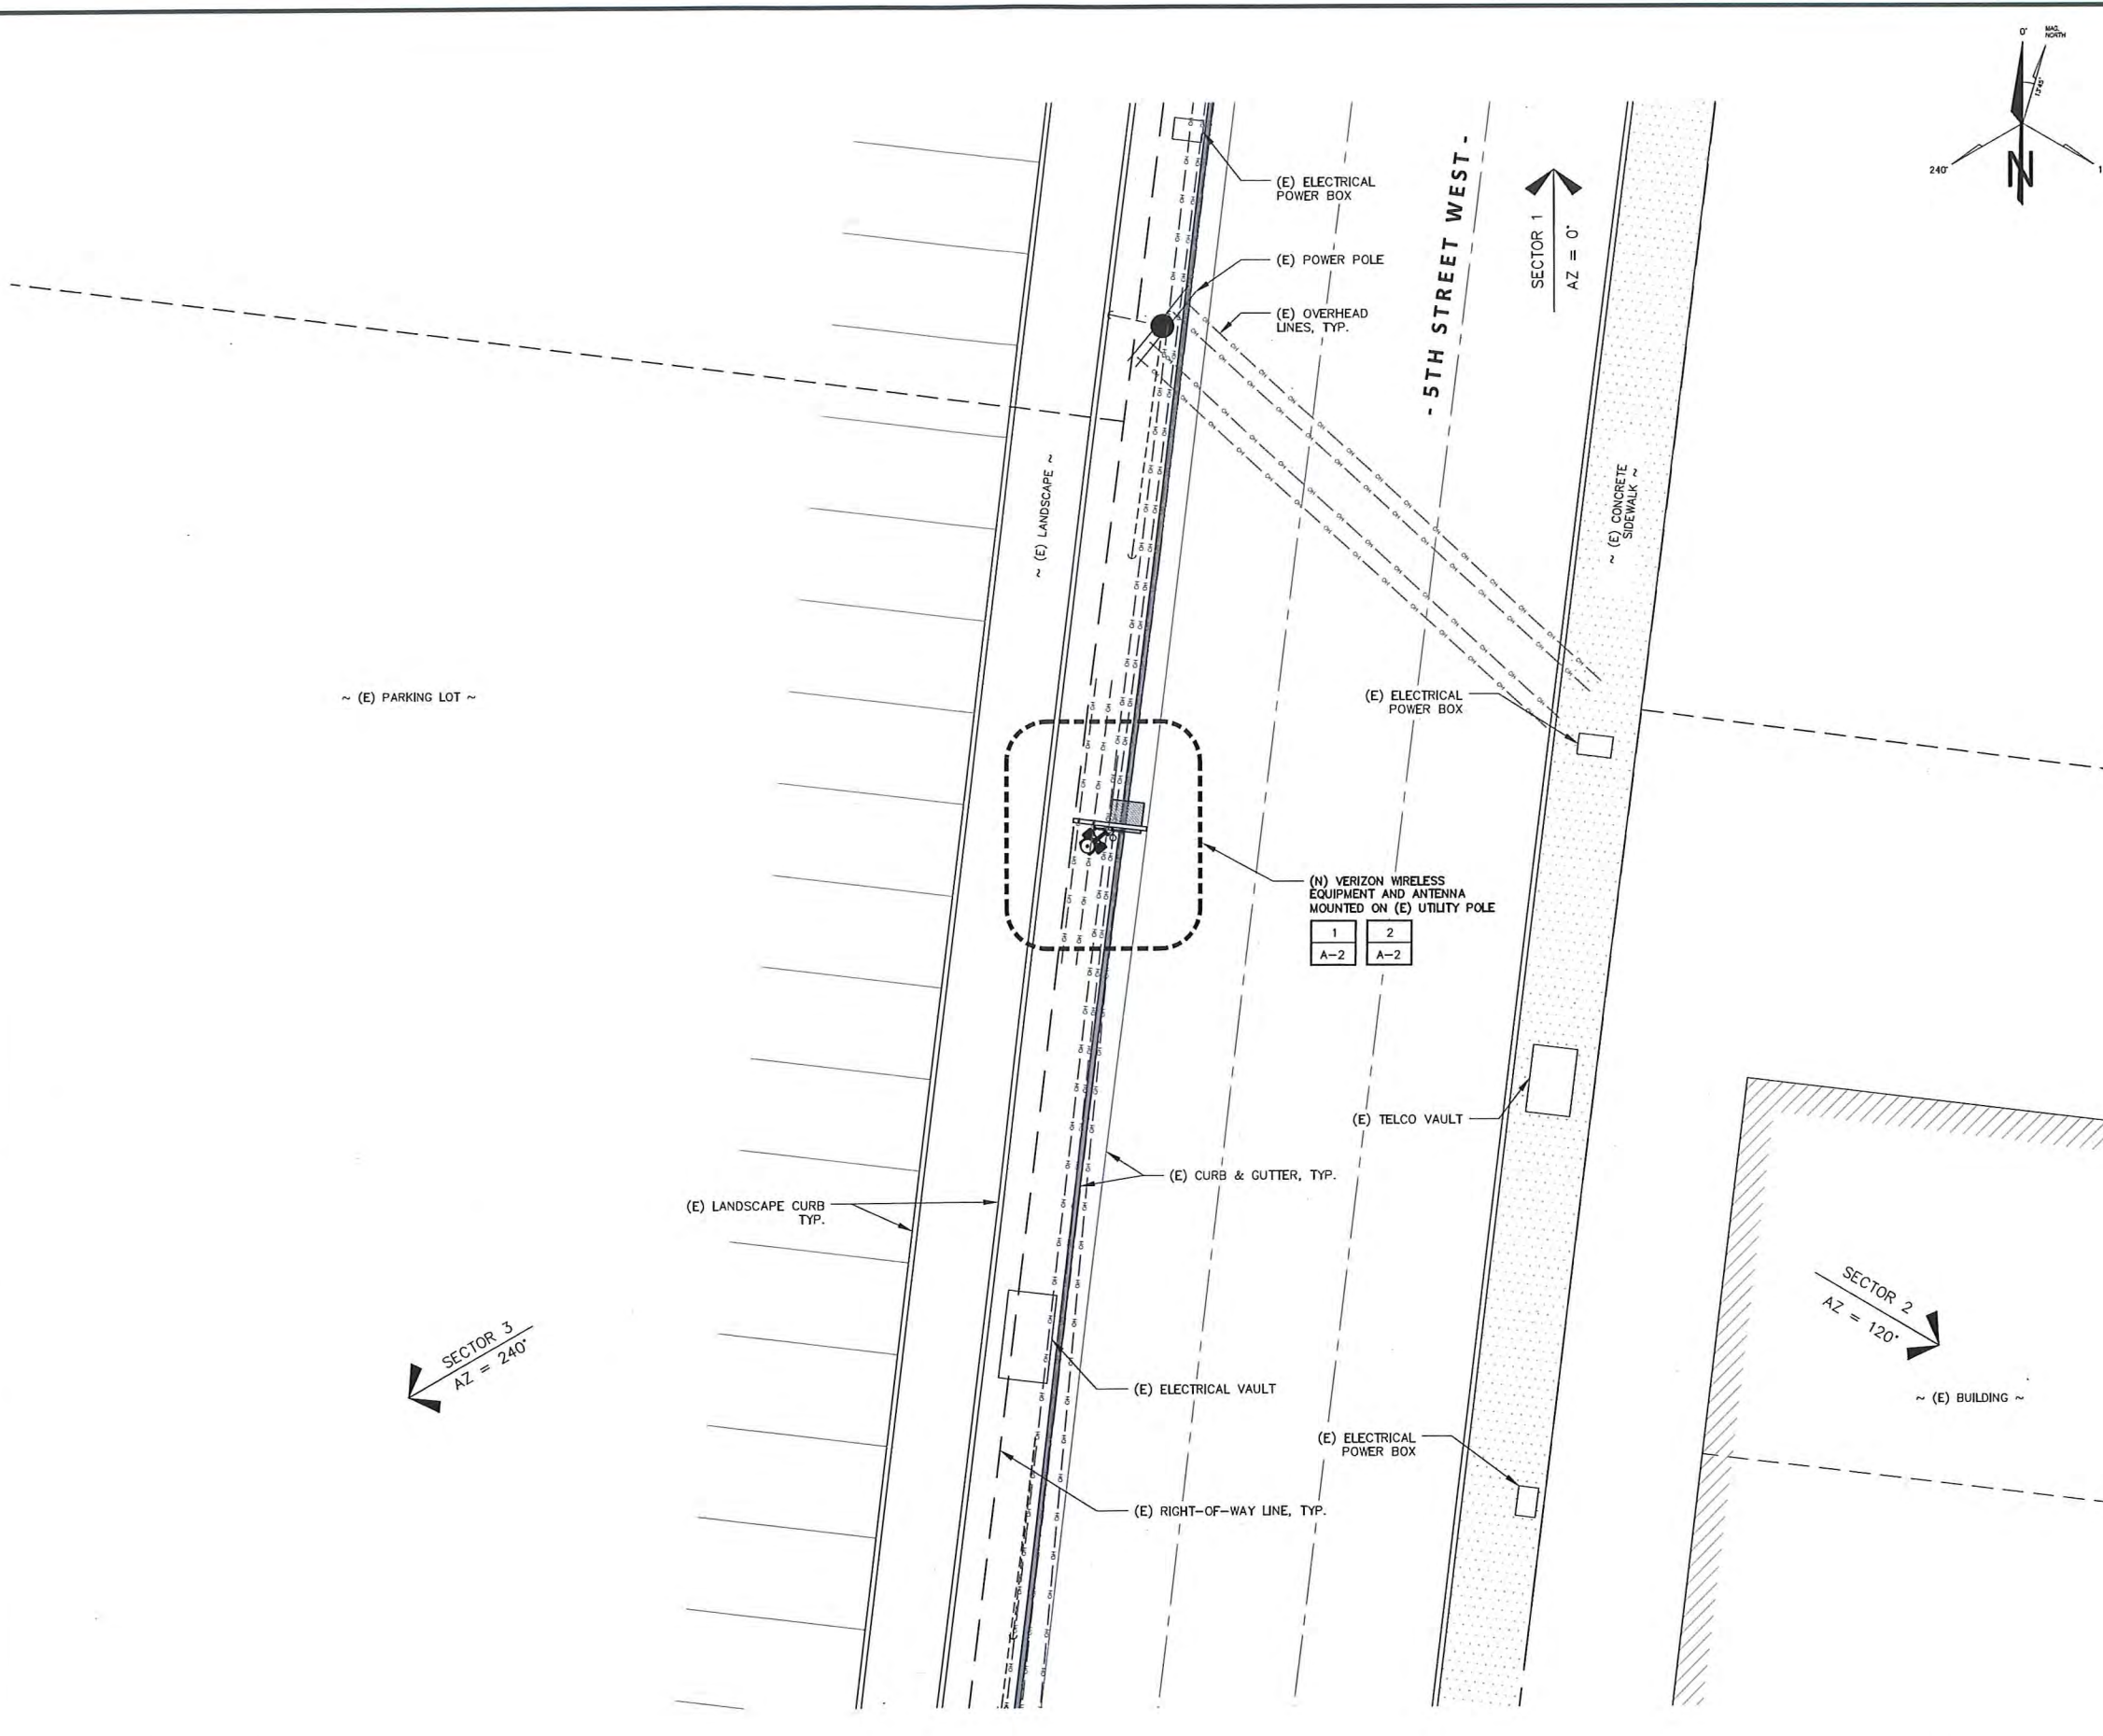 0°
MAG.
NORTH
240°
(E) ELECTRICAL
POWER BOX
- 5TH STREET WEST -
SECTOR 1
AZ = 0°
N
(E) POWER POLE
(E) OVERHEAD
LINES, TYP.
~ (E) LANDSCAPE ~
~ (E) CONCRETE
SIDEWALK ~
~ (E) PARKING LOT ~
(E) ELECTRICAL
POWER BOX
(N) VERIZON WIRELESS
EQUIPMENT AND ANTENNA
MOUNTED ON (E) UTILITY POLE
1
A-2
2
A-2
(E) TELCO VAULT
(E) CURB & GUTTER, TYP.
(E) LANDSCAPE CURB
TYP.
SECTOR 3
AZ = 240°
SECTOR 2
AZ = 120°
(E) ELECTRICAL VAULT
~ (E) BUILDING ~
(E) ELECTRICAL
POWER BOX
(E) RIGHT-OF-WAY LINE, TYP.